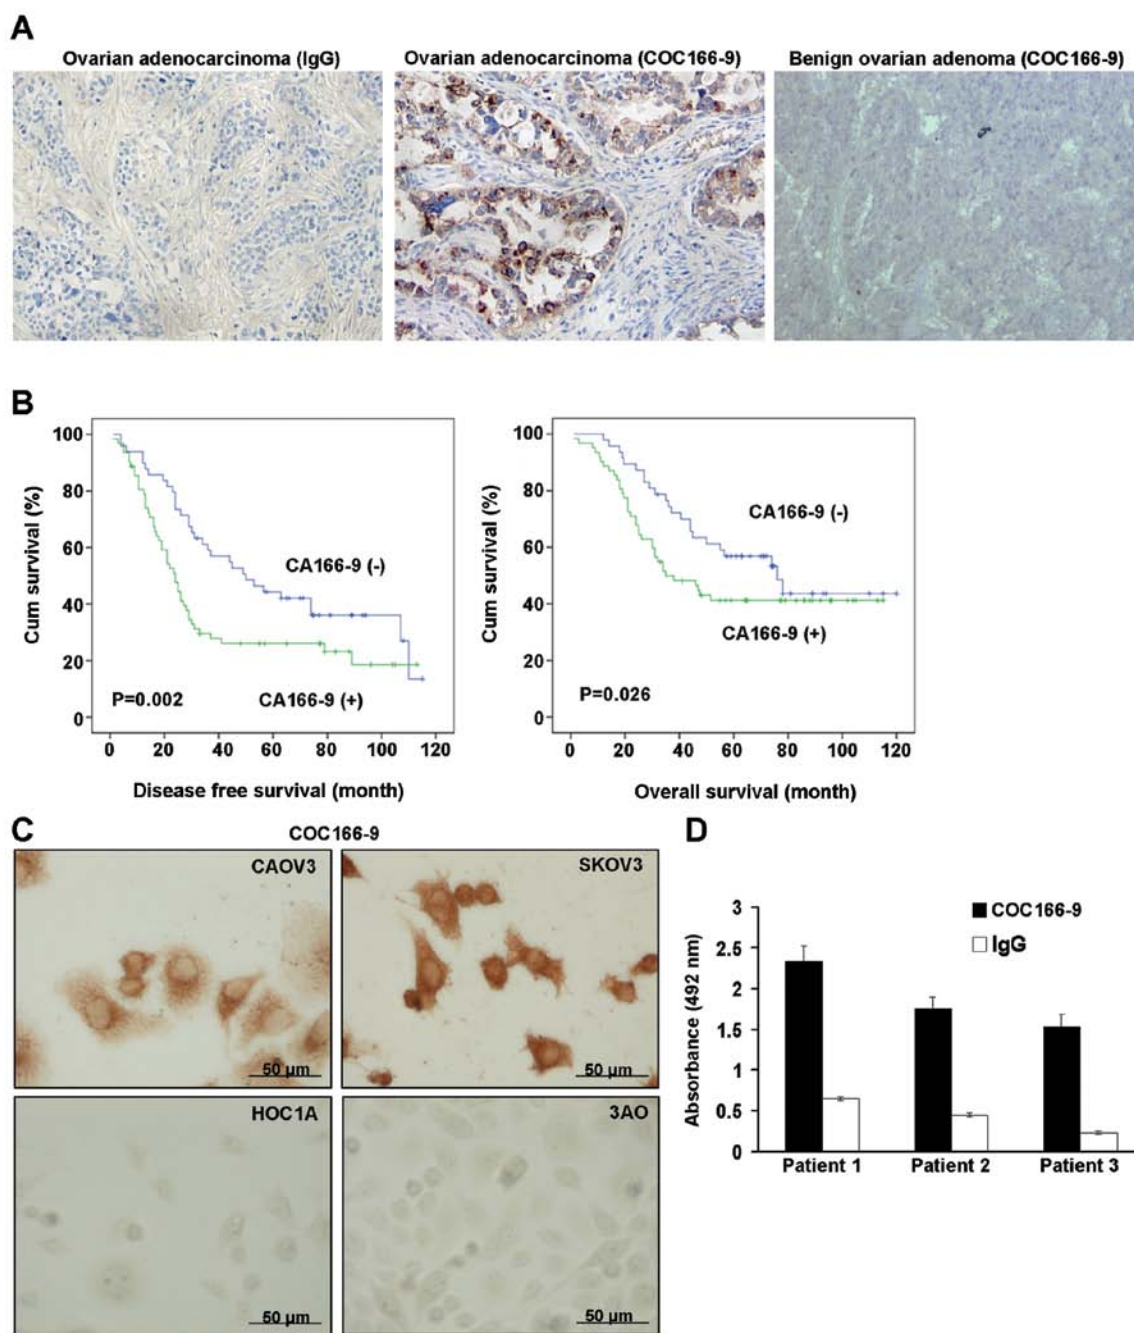 A
Ovarian adenocarcinoma (IgG)
Ovarian adenocarcinoma (COC166-9)
Benign ovarian adenoma (COC166-9)
B
Cum survival (%)
100
80
60
40
20
0
CA166-9 (-)
CA166-9 (+)
P=0.002
0 20 40 60 80 100 120
Disease free survival (month)
Cum survival (%)
100
80
60
40
20
0
CA166-9 (-)
CA166-9 (+)
P=0.026
0 20 40 60 80 100 120
Overall survival (month)
C
COC166-9
CAOV3
50 µm
SKOV3
50 µm
HOC1A
50 µm
3AO
50 µm
D
COC166-9
IgG
Absorbance (492 nm)
3
2.5
2
1.5
1
0.5
0
Patient 1 Patient 2 Patient 3